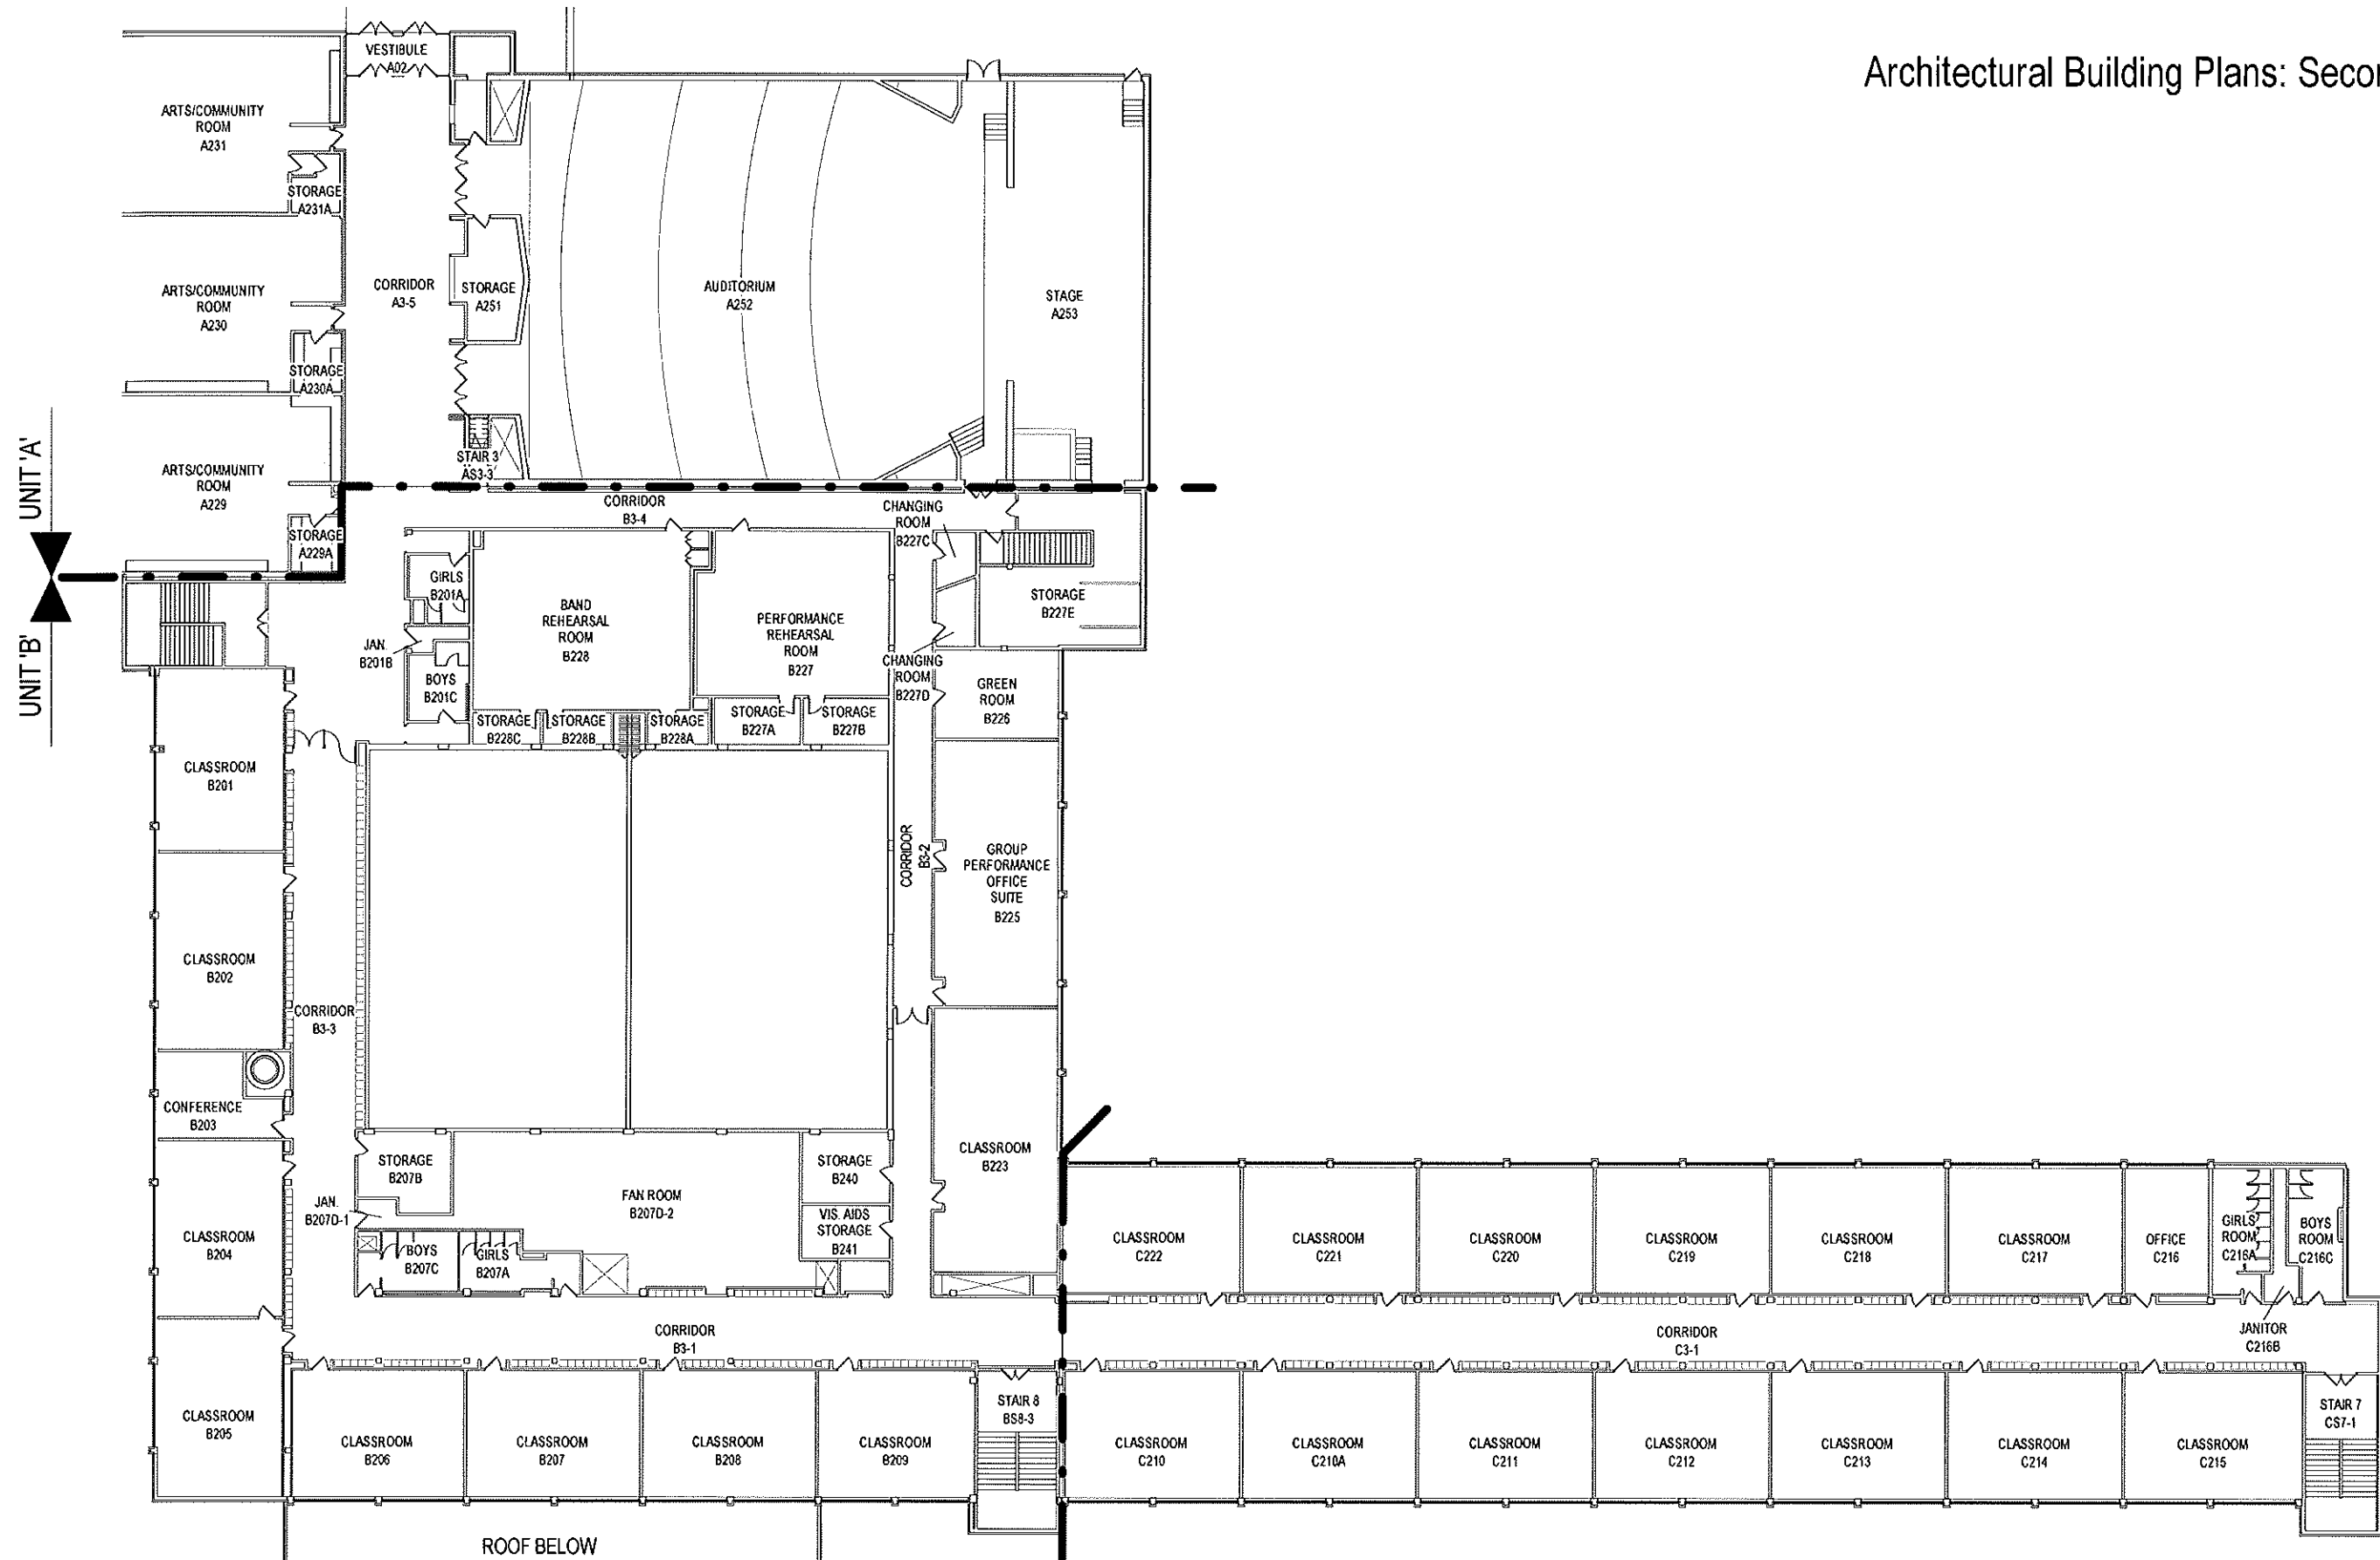 Architectural Building Plans: Secon
VESTIBULE
A02
ARTS/COMMUNITY
ROOM
A231
STORAGE
A231A
ARTS/COMMUNITY
ROOM
A230
CORRIDOR
A3-5
STORAGE
A251
AUDITORIUM
A252
STAGE
A253
STORAGE
A230A
UNIT 'A'
ARTS/COMMUNITY
ROOM
A229
STAIR 3
AS3-3
CORRIDOR
B3-4
CHANGING
ROOM
B227C
STORAGE
A229A
UNIT 'B'
GIRLS
B201A
BAND
REHEARSAL
ROOM
B228
PERFORMANCE
REHEARSAL
ROOM
B227
STORAGE
B227E
JAN.
B201B
BOYS
B201C
CHANGING
ROOM
B227D
GREEN
ROOM
B226
STORAGE
B228C
STORAGE
B228B
STORAGE
B228A
STORAGE
B227A
STORAGE
B227B
CLASSROOM
B201
CORRIDOR
B3-2
GROUP
PERFORMANCE
OFFICE
SUITE
B225
CLASSROOM
B202
CORRIDOR
B3-3
CONFERENCE
B203
STORAGE
B207B
STORAGE
B240
CLASSROOM
B223
JAN.
B207D-1
FAN ROOM
B207D-2
VIS. AIDS
STORAGE
B241
CLASSROOM
B204
BOYS
B207C
GIRLS
B207A
CLASSROOM
C222
CLASSROOM
C221
CLASSROOM
C220
CLASSROOM
C219
CLASSROOM
C218
CLASSROOM
C217
OFFICE
C216
GIRLS'
ROOM
C216A
BOYS
ROOM
C216C
CORRIDOR
B3-1
CORRIDOR
C3-1
JANITOR
C216B
CLASSROOM
B205
CLASSROOM
B206
CLASSROOM
B207
CLASSROOM
B208
CLASSROOM
B209
STAIR 8
BS8-3
CLASSROOM
C210
CLASSROOM
C210A
CLASSROOM
C211
CLASSROOM
C212
CLASSROOM
C213
CLASSROOM
C214
CLASSROOM
C215
STAIR 7
CS7-1
ROOF BELOW